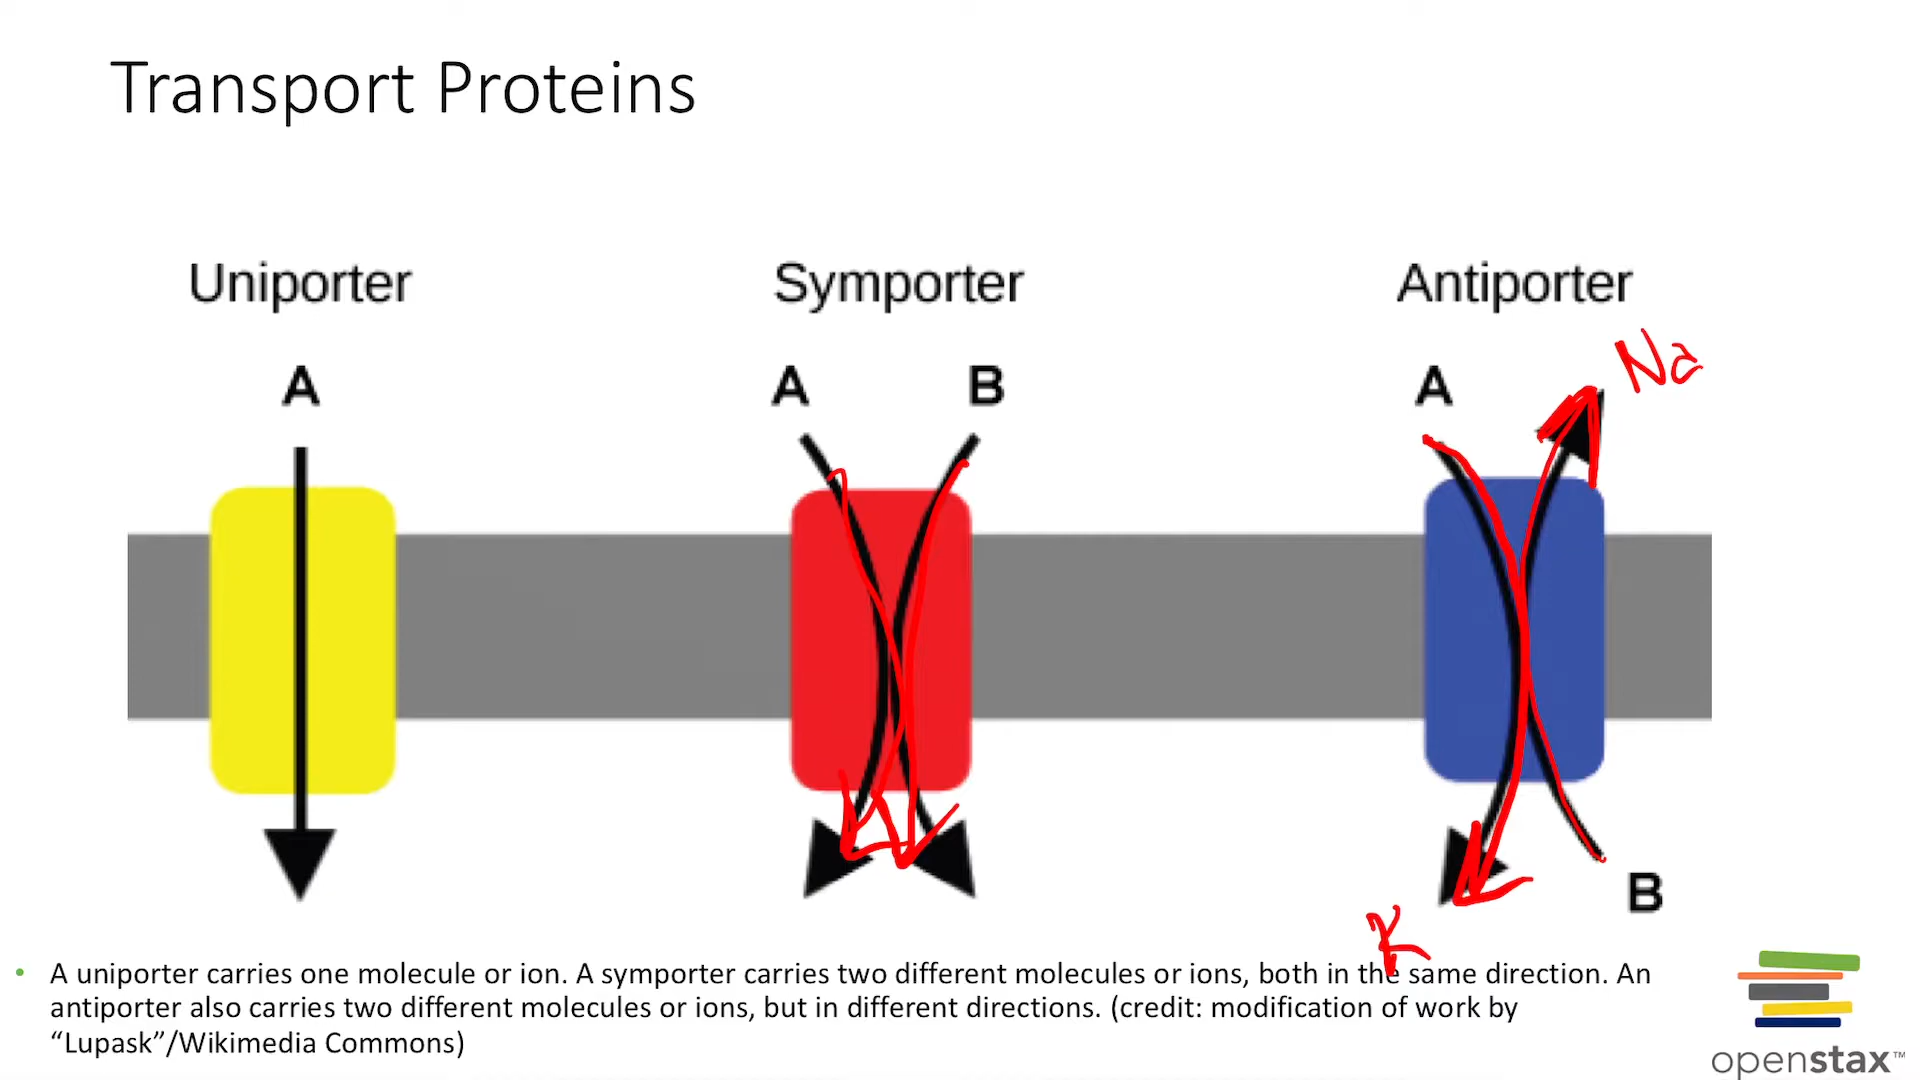 Transport Proteins
Uniporter Symporter Antiporter
Na
A A B A
B
K
• A uniporter carries one molecule or ion. A symporter carries two different molecules or ions, both in the same direction. An
antiporter also carries two different molecules or ions, but in different directions. (credit: modification of work by
“Lupask”/Wikimedia Commons)
openstax™